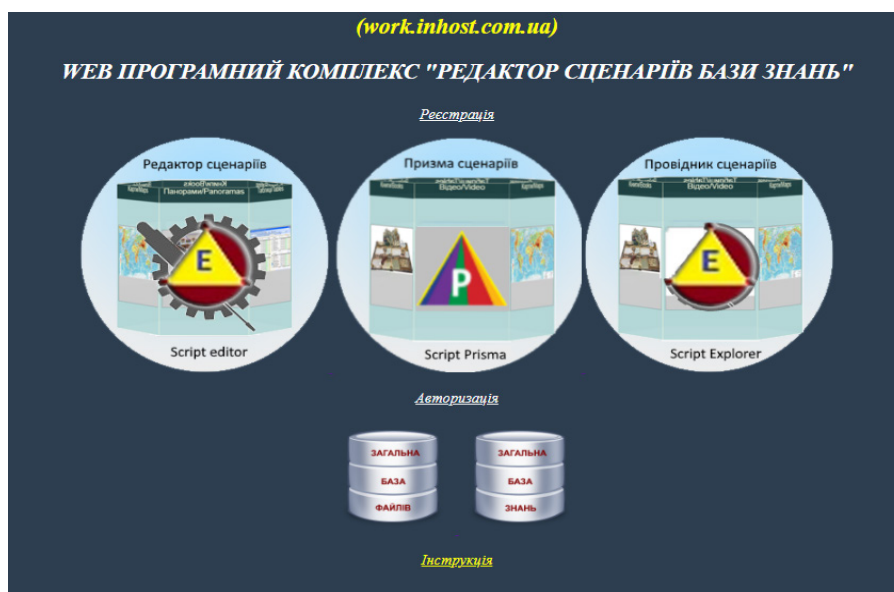 (work.inhost.com.ua)
WEB ПРОГРАМНИЙ КОМПЛЕКС "РЕДАКТОР СЦЕНАРІЇВ БАЗИ ЗНАНЬ"
Реєстрація
Редактор сценаріїв
Панорами/Panoramas
E
Script editor
Призма сценаріїв
Відео/Video
P
Script Prisma
Провідник сценаріїв
Відео/Video
E
Script Explorer
Авторизація
ЗАГАЛЬНА
БАЗА
ФАЙЛІВ
ЗАГАЛЬНА
БАЗА
ЗНАНЬ
Інструкція